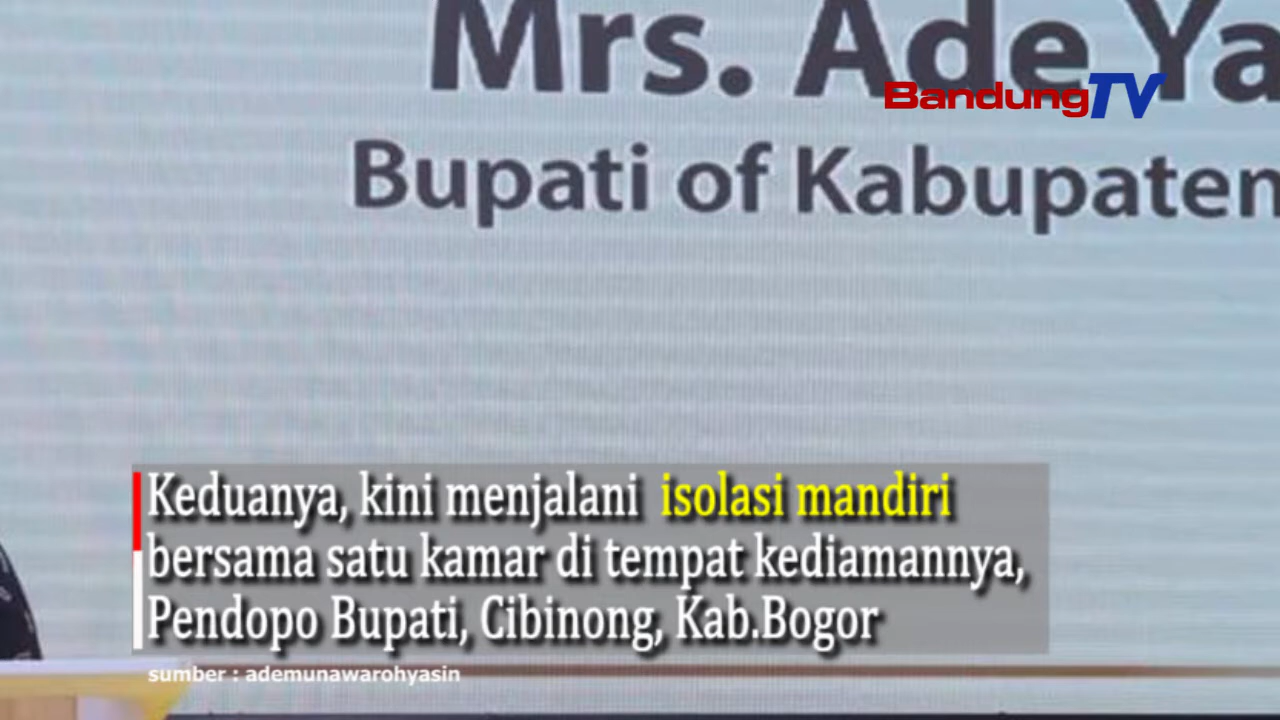 Mrs. Ade Ya
BandungTV
Bupati of Kabupaten
Keduanya, kini menjalani isolasi mandiri
bersama satu kamar di tempat kediamannya,
Pendopo Bupati, Cibinong, Kab.Bogor
sumber : ademunawarohyasin